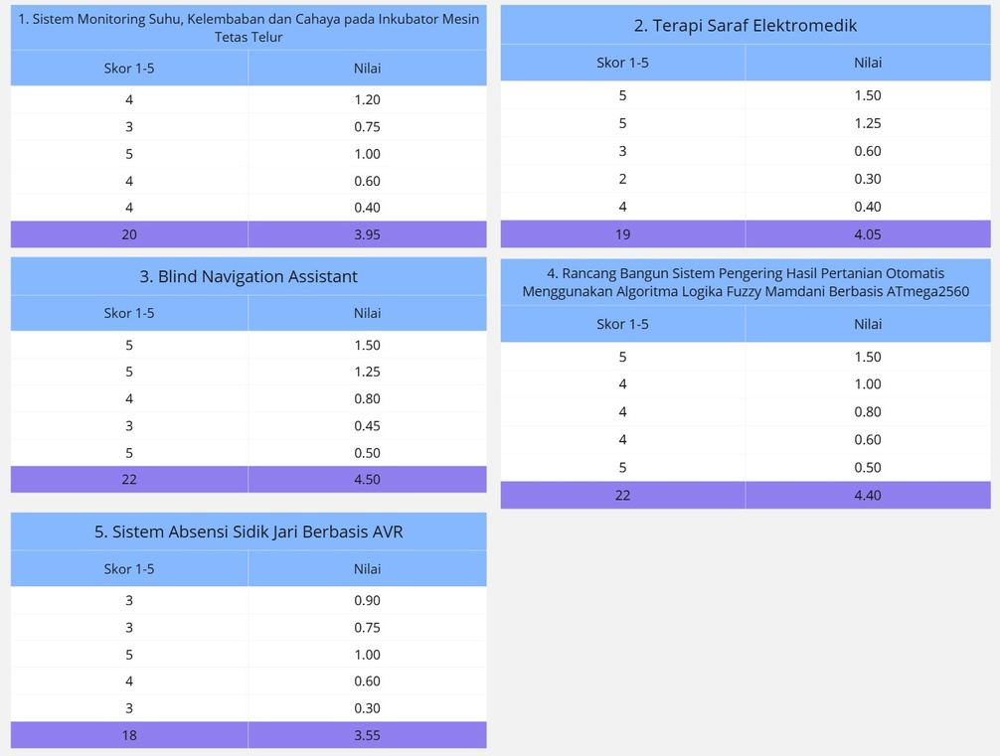 1. Sistem Monitoring Suhu, Kelembaban dan Cahaya pada Inkubator Mesin
Tetas Telur
Skor 1-5 Nilai
4 1.20
3 0.75
5 1.00
4 0.60
4 0.40
20 3.95
2. Terapi Saraf Elektromedik
Skor 1-5 Nilai
5 1.50
5 1.25
3 0.60
2 0.30
4 0.40
19 4.05
3. Blind Navigation Assistant
Skor 1-5 Nilai
5 1.50
5 1.25
4 0.80
3 0.45
5 0.50
22 4.50
4. Rancang Bangun Sistem Pengering Hasil Pertanian Otomatis
Menggunakan Algoritma Logika Fuzzy Mamdani Berbasis ATmega2560
Skor 1-5 Nilai
5 1.50
4 1.00
4 0.80
4 0.60
5 0.50
22 4.40
5. Sistem Absensi Sidik Jari Berbasis AVR
Skor 1-5 Nilai
3 0.90
3 0.75
5 1.00
4 0.60
3 0.30
18 3.55